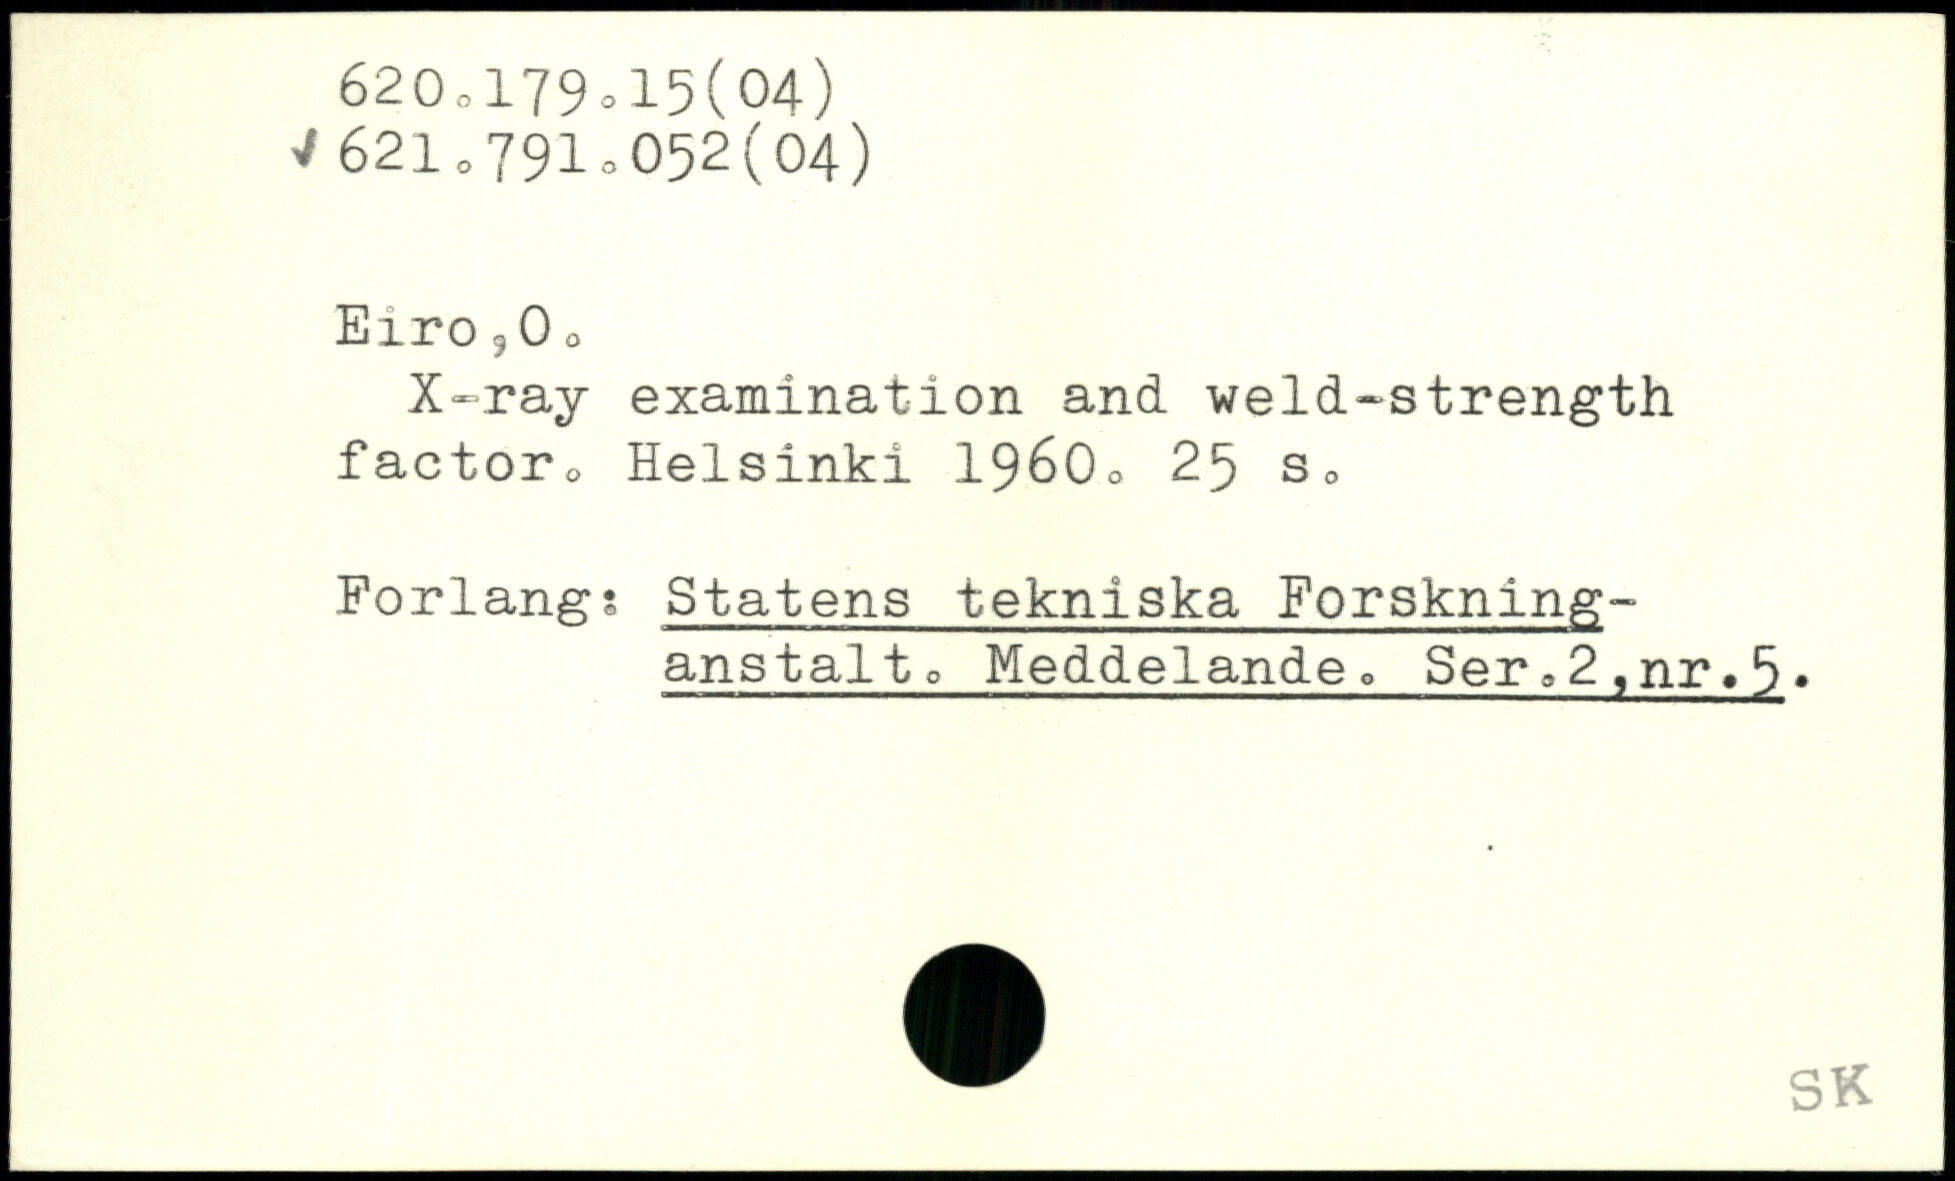 620.179.15(04)
✓ 621.791.052(04)
Eiro,O.
X-ray examination and weld-strength
factor. Helsinki 1960. 25 s.
Forlang: Statens tekniska Forskning-
anstalt. Meddelande. Ser.2,nr.5.
SK